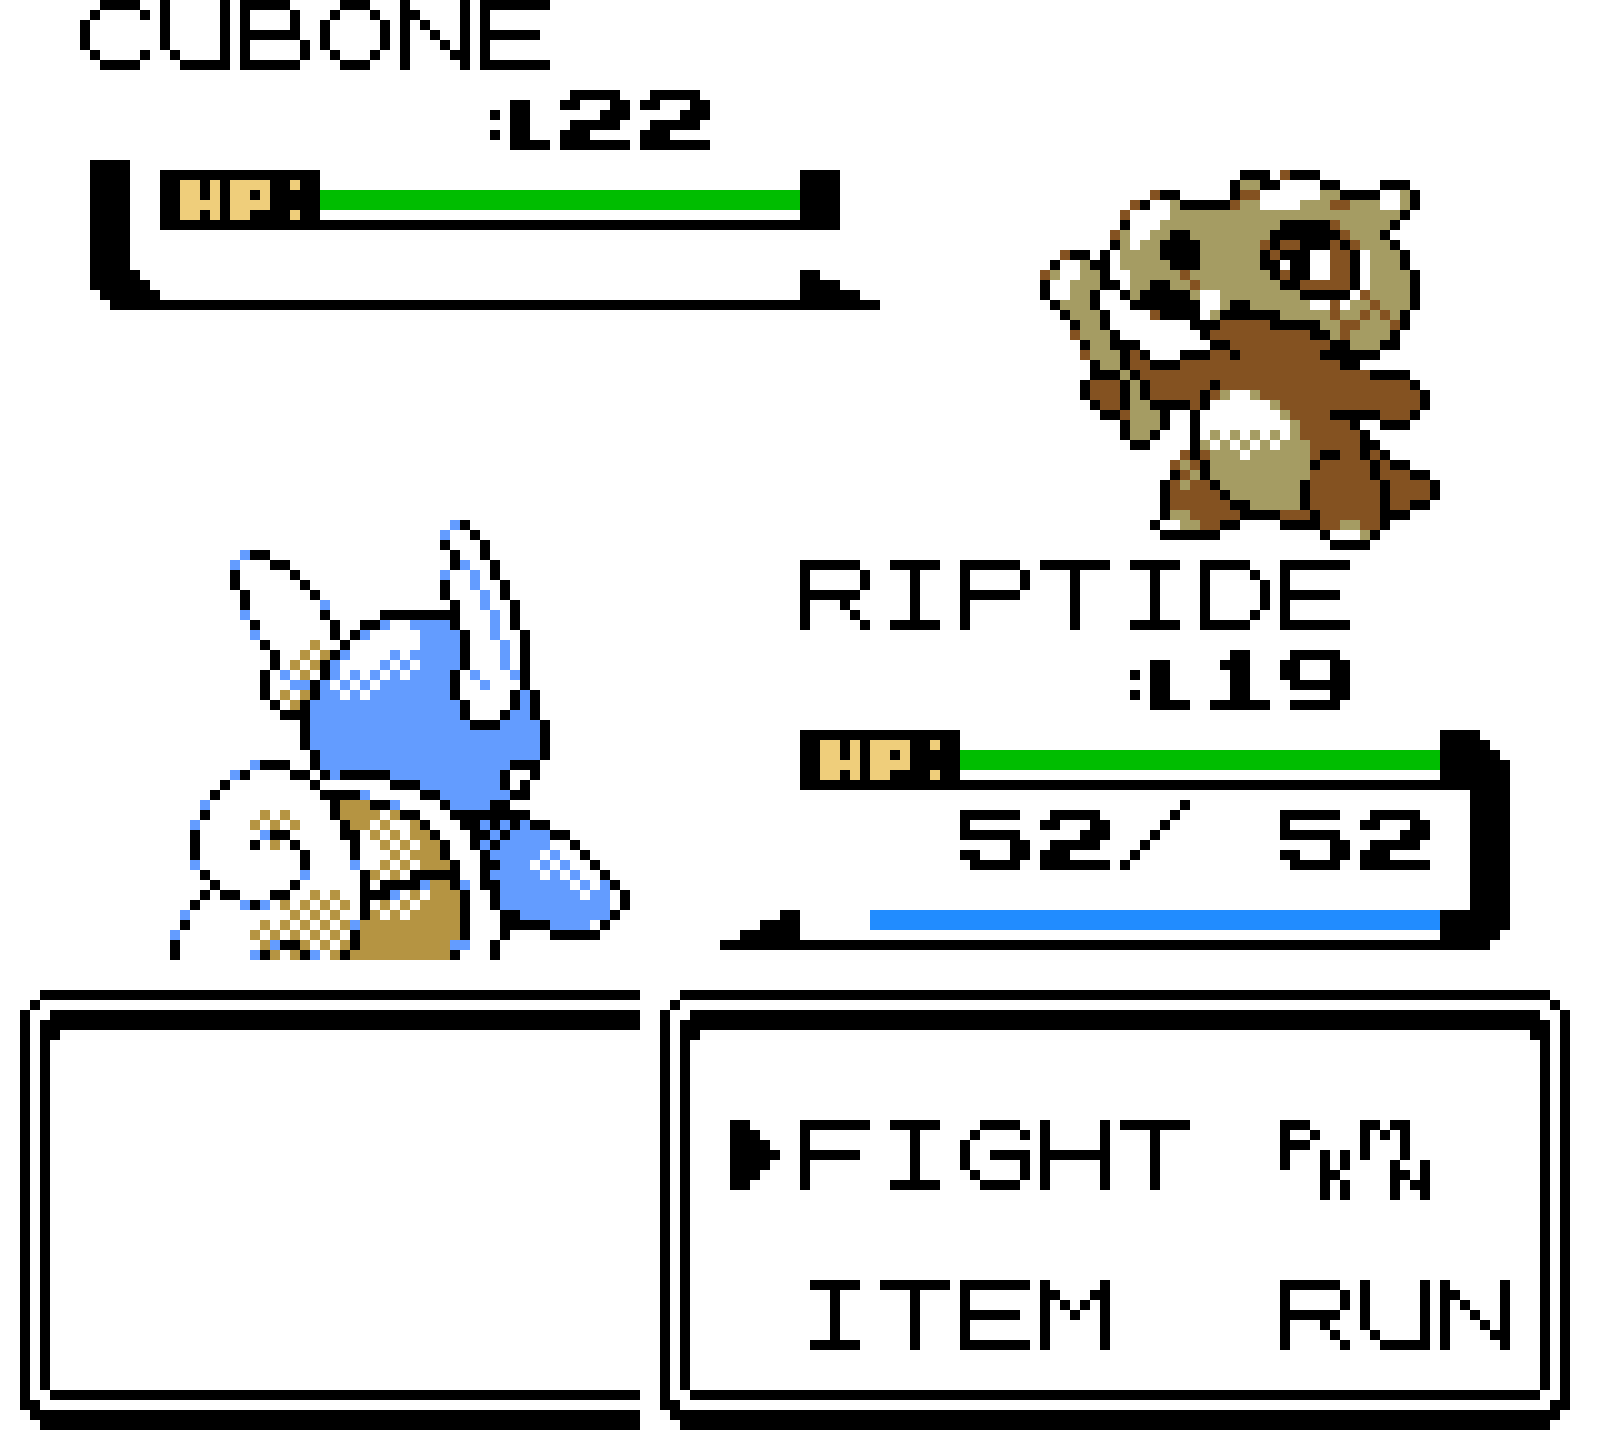 CUBONE
:L22
HP:
RIPTIDE
:L19
HP:
52/ 52
▶FIGHT PKMN
ITEM RUN